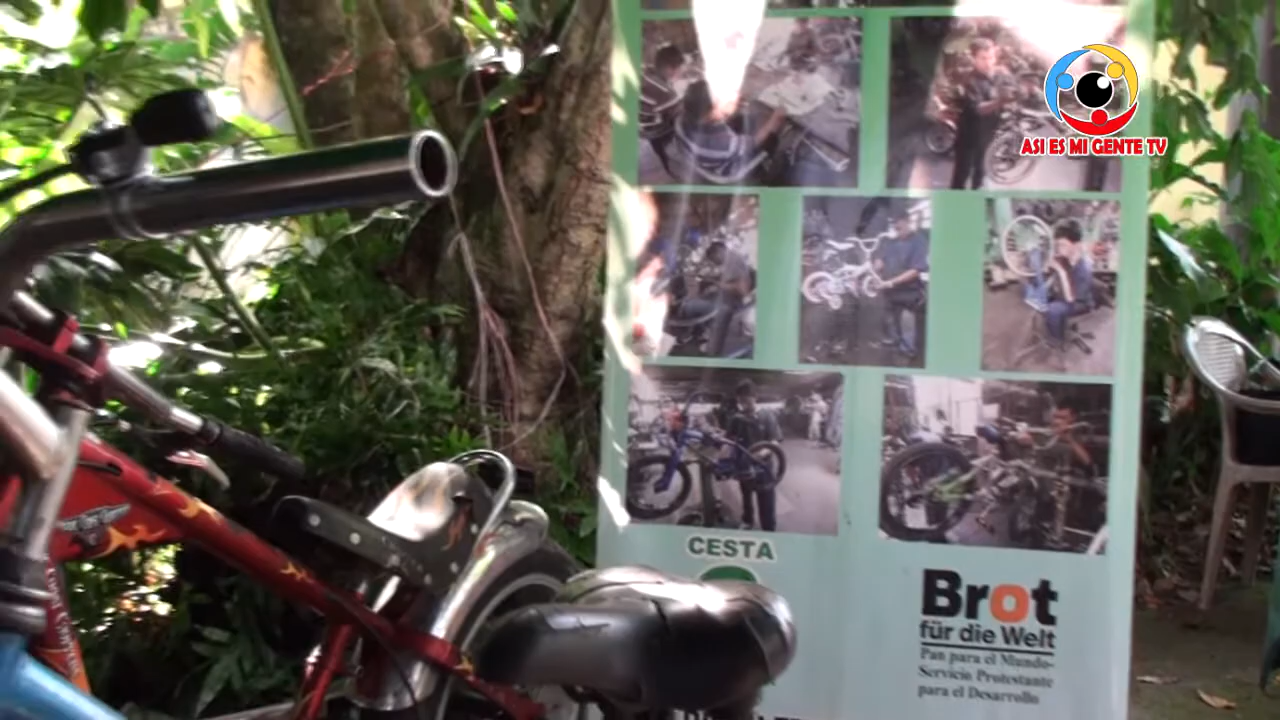 ASI ES MI GENTE TV
CESTA
Brot
für die Welt
Pan para el Mundo-
Servicio Protestante
para el Desarrollo